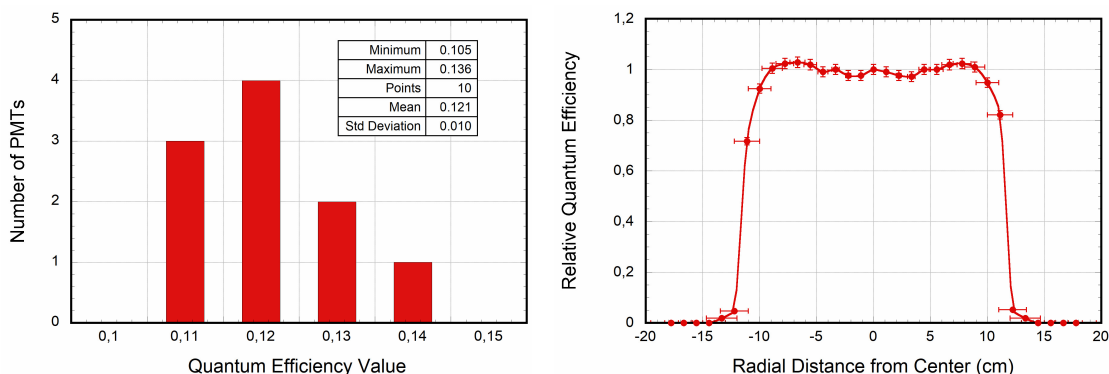 5
4
3
2
1
0
Number of PMTs
Minimum 0.105
Maximum 0.136
Points 10
Mean 0.121
Std Deviation 0.010
0,1 0,11 0,12 0,13 0,14 0,15
Quantum Efficiency Value
1,2
1
0,8
0,6
0,4
0,2
0
Relative Quantum Efficiency
-20 -15 -10 -5 0 5 10 15 20
Radial Distance from Center (cm)